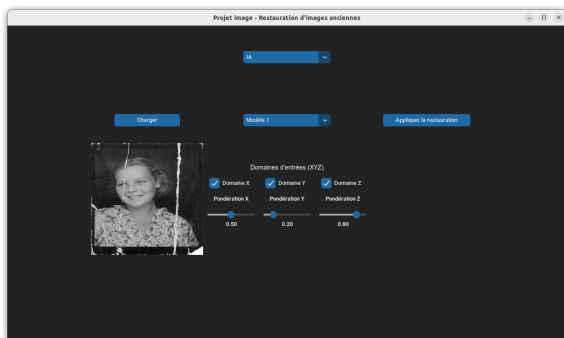 Projet image - Restauration d'images anciennes
IA
Charger
Modèle 1
Appliquer la restauration
Domaines d'entrées (XYZ)
Domaine X
Domaine Y
Domaine Z
Pondération X
Pondération Y
Pondération Z
0.50
0.20
0.80